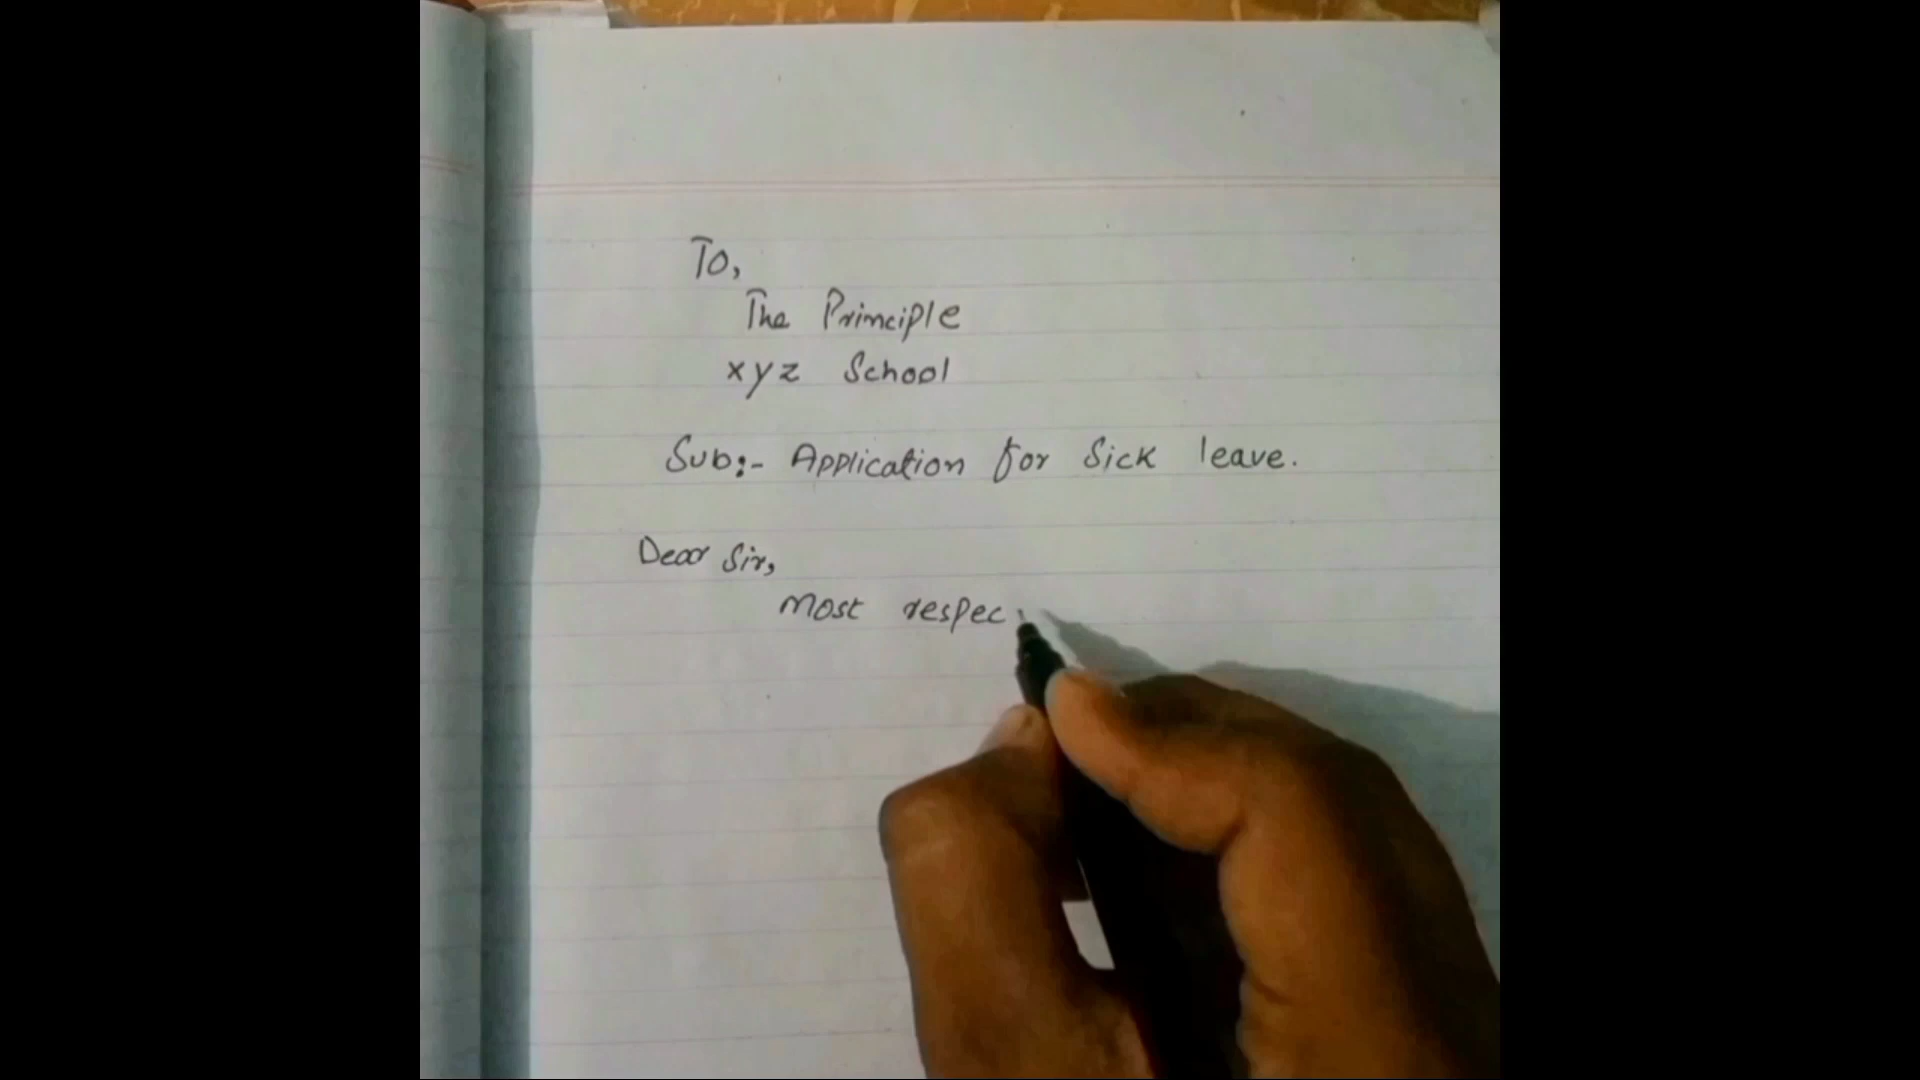 To,
The Principle
xyz School
Sub:- Application for Sick leave.
Dear Sir,
Most respec